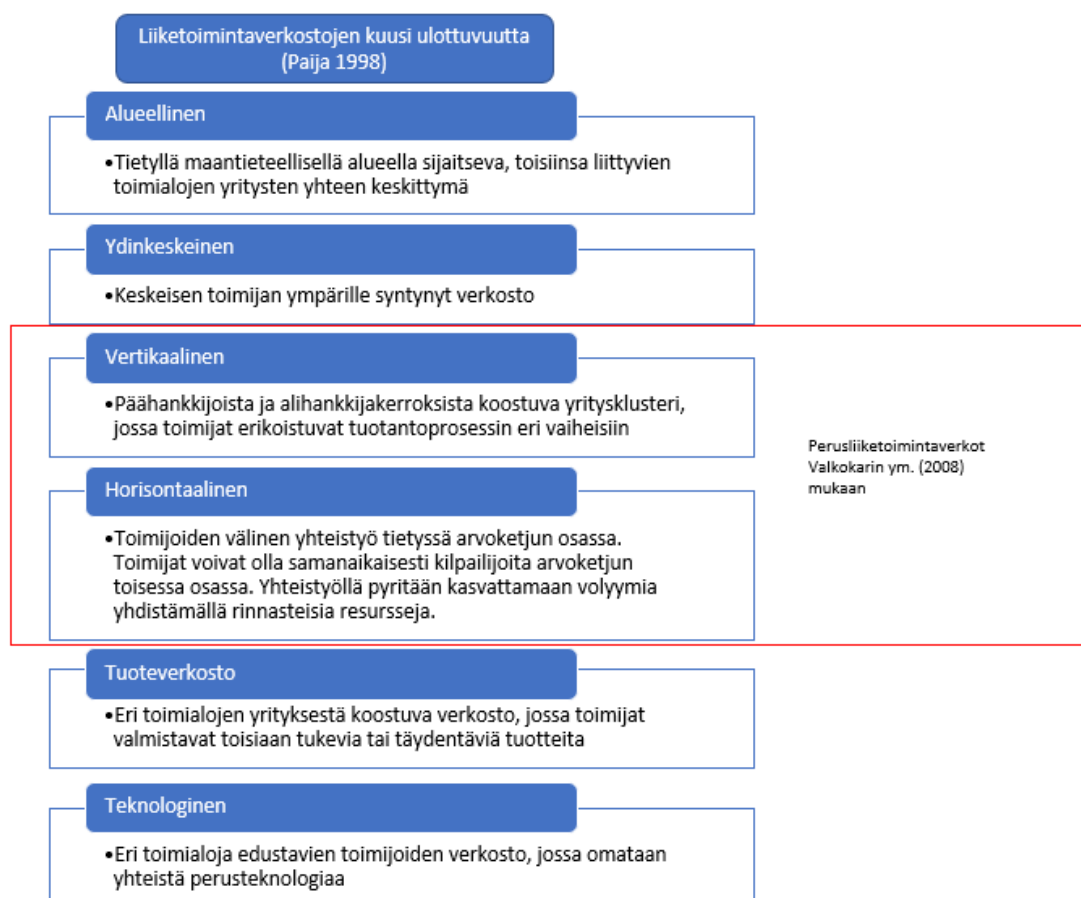 Liiketoimintaverkostojen kuusi ulottuvuutta
(Paija 1998)
Alueellinen
•Tietyllä maantieteellisellä alueella sijaitseva, toisiinsa liittyvien
toimialojen yritysten yhteen keskittymä
Ydinkeskeinen
•Keskeisen toimijan ympärille syntynyt verkosto
Vertikaalinen
•Päähankkijoista ja alihankkijakerroksista koostuva yritysklusteri,
jossa toimijat erikoistuvat tuotantoprosessin eri vaiheisiin
Horisontaalinen
•Toimijoiden välinen yhteistyö tietyssä arvoketjun osassa.
Toimijat voivat olla samanaikaisesti kilpailijoita arvoketjun
toisessa osassa. Yhteistyöllä pyritään kasvattamaan volyymia
yhdistämällä rinnasteisia resursseja.
Perusliiketoimintaverkot
Valkokarin ym. (2008)
mukaan
Tuoteverkosto
•Eri toimialojen yrityksestä koostuva verkosto, jossa toimijat
valmistavat toisiaan tukevia tai täydentäviä tuotteita
Teknologinen
•Eri toimialoja edustavien toimijoiden verkosto, jossa omataan
yhteistä perusteknologiaa